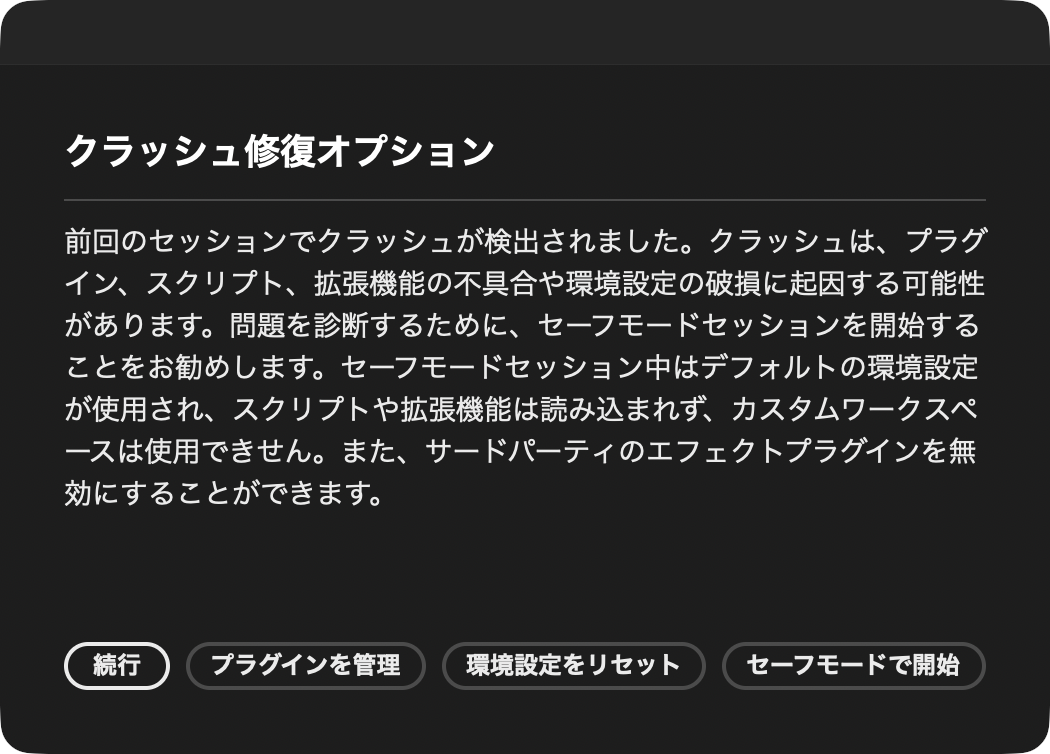 クラッシュ修復オプション
前回のセッションでクラッシュが検出されました。クラッシュは、プラグ
イン、スクリプト、拡張機能の不具合や環境設定の破損に起因する可能性
があります。問題を診断するために、セーフモードセッションを開始する
ことをお勧めします。セーフモードセッション中はデフォルトの環境設定
が使用され、スクリプトや拡張機能は読み込まれず、カスタムワークスペ
ースは使用できせん。また、サードパーティのエフェクトプラグインを無
効にすることができます。
続行 プラグインを管理 環境設定をリセット セーフモードで開始